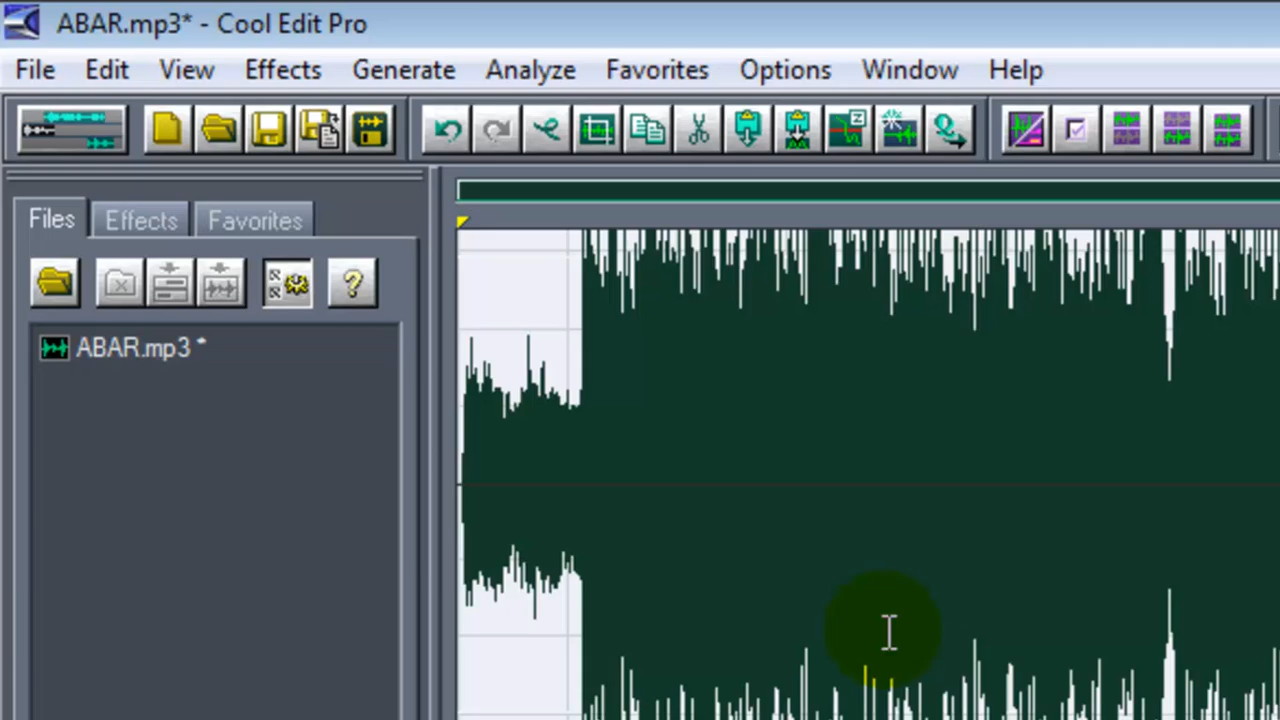 ABAR.mp3* - Cool Edit Pro
File Edit View Effects Generate Analyze Favorites Options Window Help
Files Effects Favorites
ABAR.mp3 *